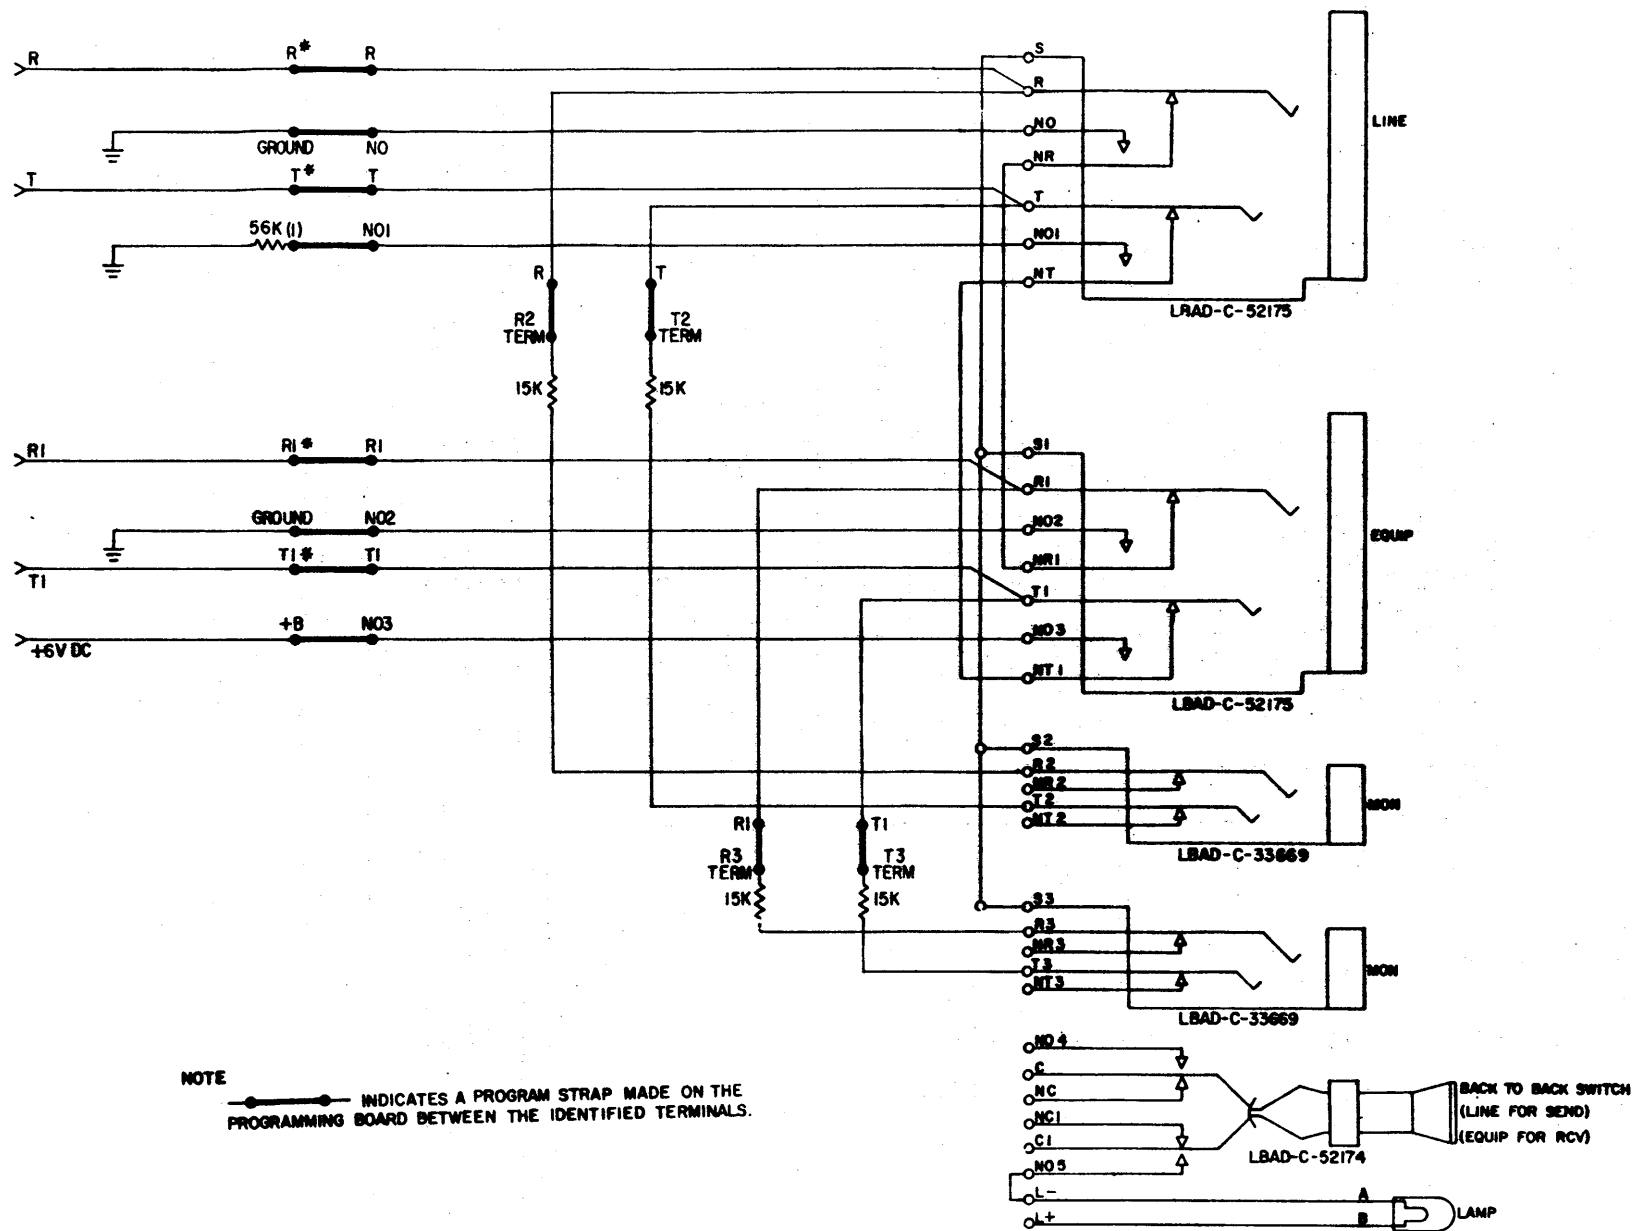 R
R*
R
S
R
LINE
GROUND
NO
NO
NR
T
T*
T
T
56K (1)
NO1
NO1
NT
LBAD-C-52175
R
T
R2
TERM
T2
TERM
15K
15K
R1
R1*
R1
S1
R1
EQUIP
GROUND
NO2
NO2
NR1
T1
T1*
T1
T1
+6V DC
+B
NO3
NO3
NT1
LBAD-C-52175
S2
R2
NR2
T2
NT2
MON
LBAD-C-33669
R1
T1
R3
TERM
T3
TERM
15K
15K
S3
R3
NR3
T3
NT3
MON
LBAD-C-33669
NOTE
INDICATES A PROGRAM STRAP MADE ON THE
PROGRAMMING BOARD BETWEEN THE IDENTIFIED TERMINALS.
NO4
C
NC
NC1
C1
NO5
L-
L+
BACK TO BACK SWITCH
(LINE FOR SEND)
(EQUIP FOR RCV)
LBAD-C-52174
A
B
LAMP